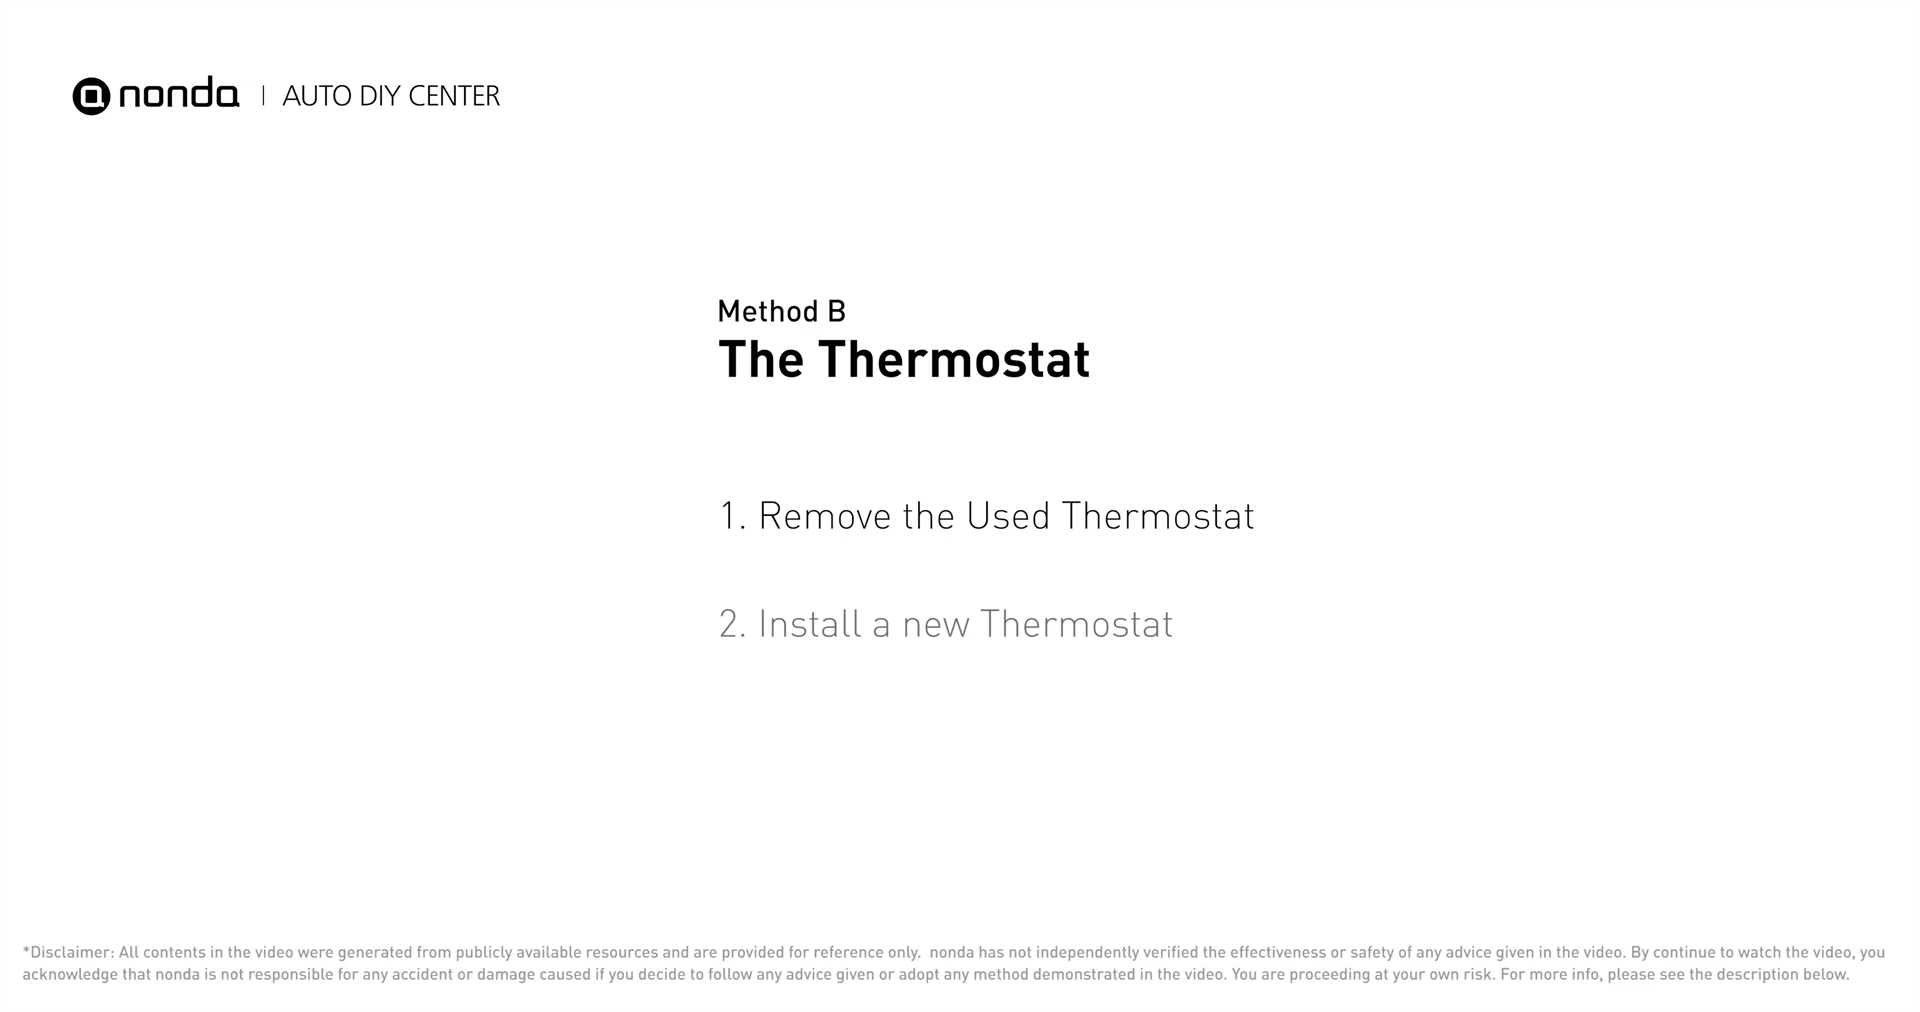 nonda | AUTO DIY CENTER
Method B
The Thermostat
1. Remove the Used Thermostat
2. Install a new Thermostat
*Disclaimer: All contents in the video were generated from publicly available resources and are provided for reference only.  nonda has not independently verified the effectiveness or safety of any advice given in the video. By continue to watch the video, you
acknowledge that nonda is not responsible for any accident or damage caused if you decide to follow any advice given or adopt any method demonstrated in the video. You are proceeding at your own risk. For more info, please see the description below.